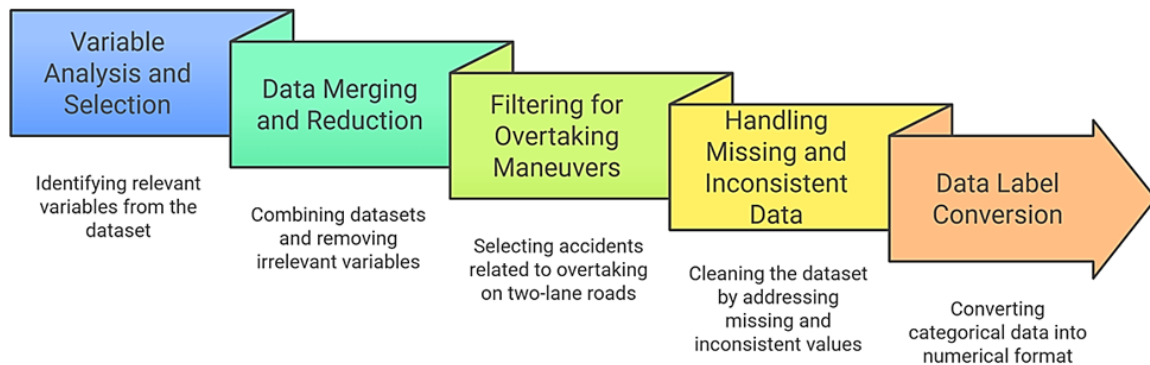 Variable
Analysis and
Selection
Identifying relevant
variables from the
dataset
Data Merging
and Reduction
Combining datasets
and removing
irrelevant variables
Filtering for
Overtaking
Maneuvers
Selecting accidents
related to overtaking
on two-lane roads
Handling
Missing and
Inconsistent
Data
Cleaning the dataset
by addressing
missing and
inconsistent values
Data Label
Conversion
Converting
categorical data into
numerical format